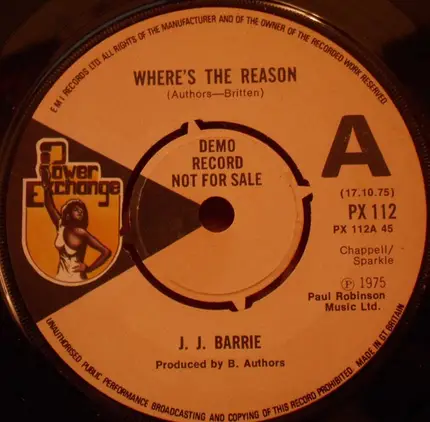 E M I RECORDS LTD. ALL RIGHTS OF THE MANUFACTURER AND OF THE OWNER OF THE RECORDED WORK RESERVED
WHERE'S THE REASON
(Authors—Britten)
Power
Exchange
DEMO
RECORD
NOT FOR SALE
A
(17.10.75)
PX 112
PX 112A 45
Chappell/
Sparkle
Ⓟ 1975
Paul Robinson
Music Ltd.
J. J. BARRIE
Produced by B. Authors
UNAUTHORISED PUBLIC PERFORMANCE BROADCASTING AND COPYING OF THIS RECORD PROHIBITED. MADE IN GT. BRITAIN